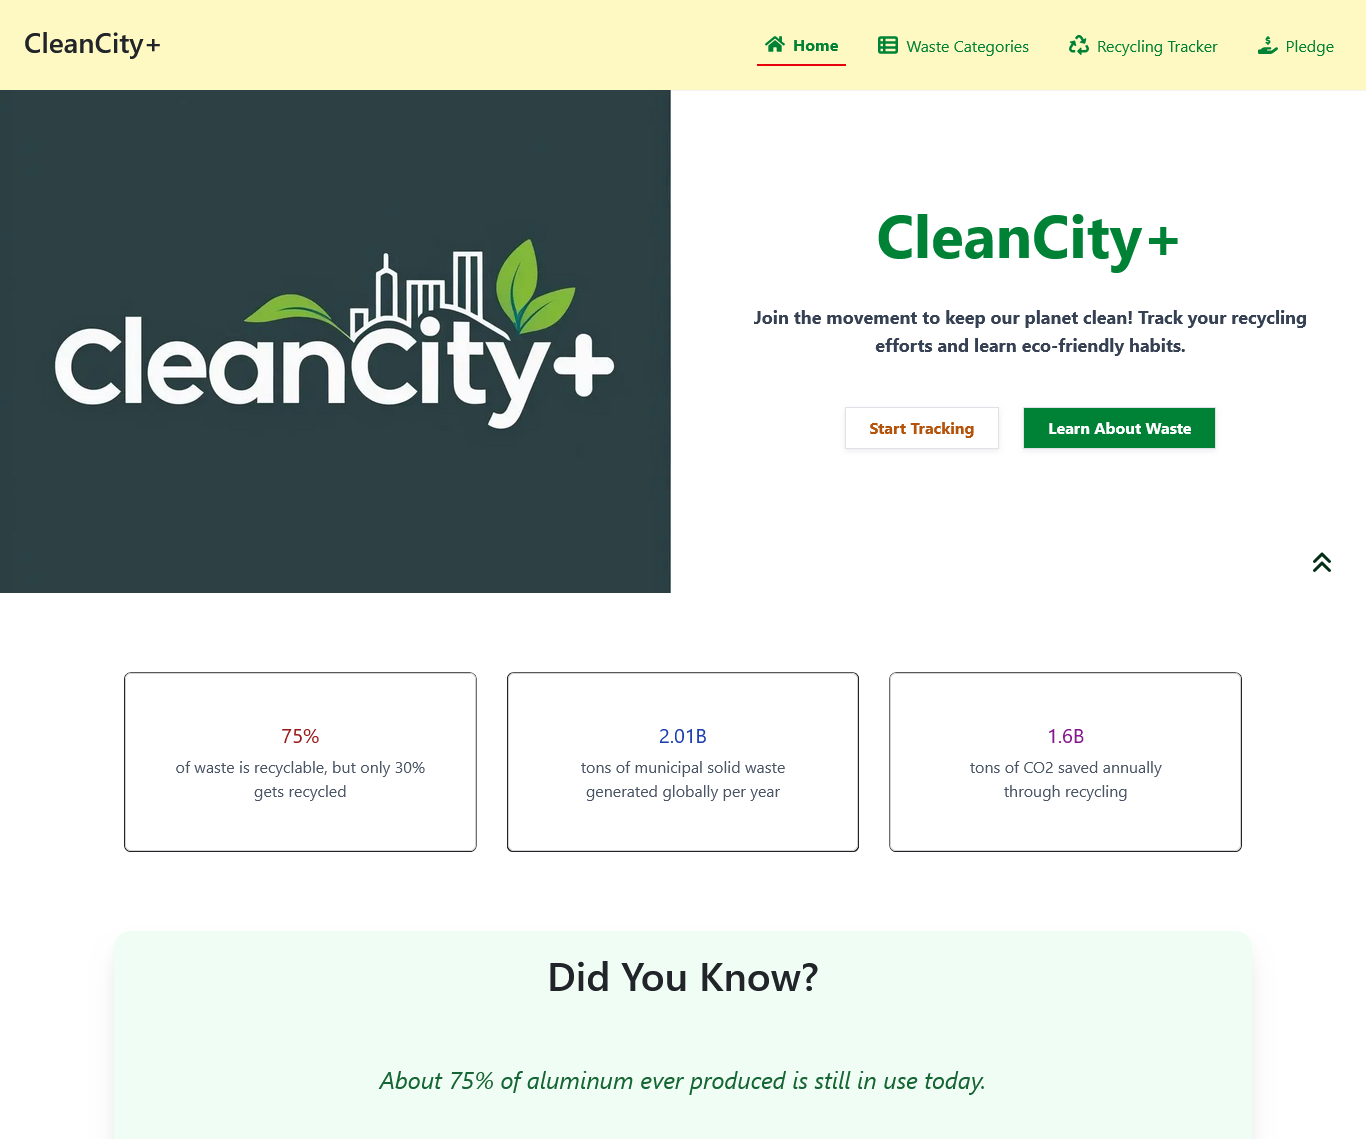 CleanCity+
Home
Waste Categories
Recycling Tracker
Pledge
CleanCity+
CleanCity+
Join the movement to keep our planet clean! Track your recycling
efforts and learn eco-friendly habits.
Start Tracking
Learn About Waste
75%
of waste is recyclable, but only 30%
gets recycled
2.01B
tons of municipal solid waste
generated globally per year
1.6B
tons of CO2 saved annually
through recycling
Did You Know?
About 75% of aluminum ever produced is still in use today.